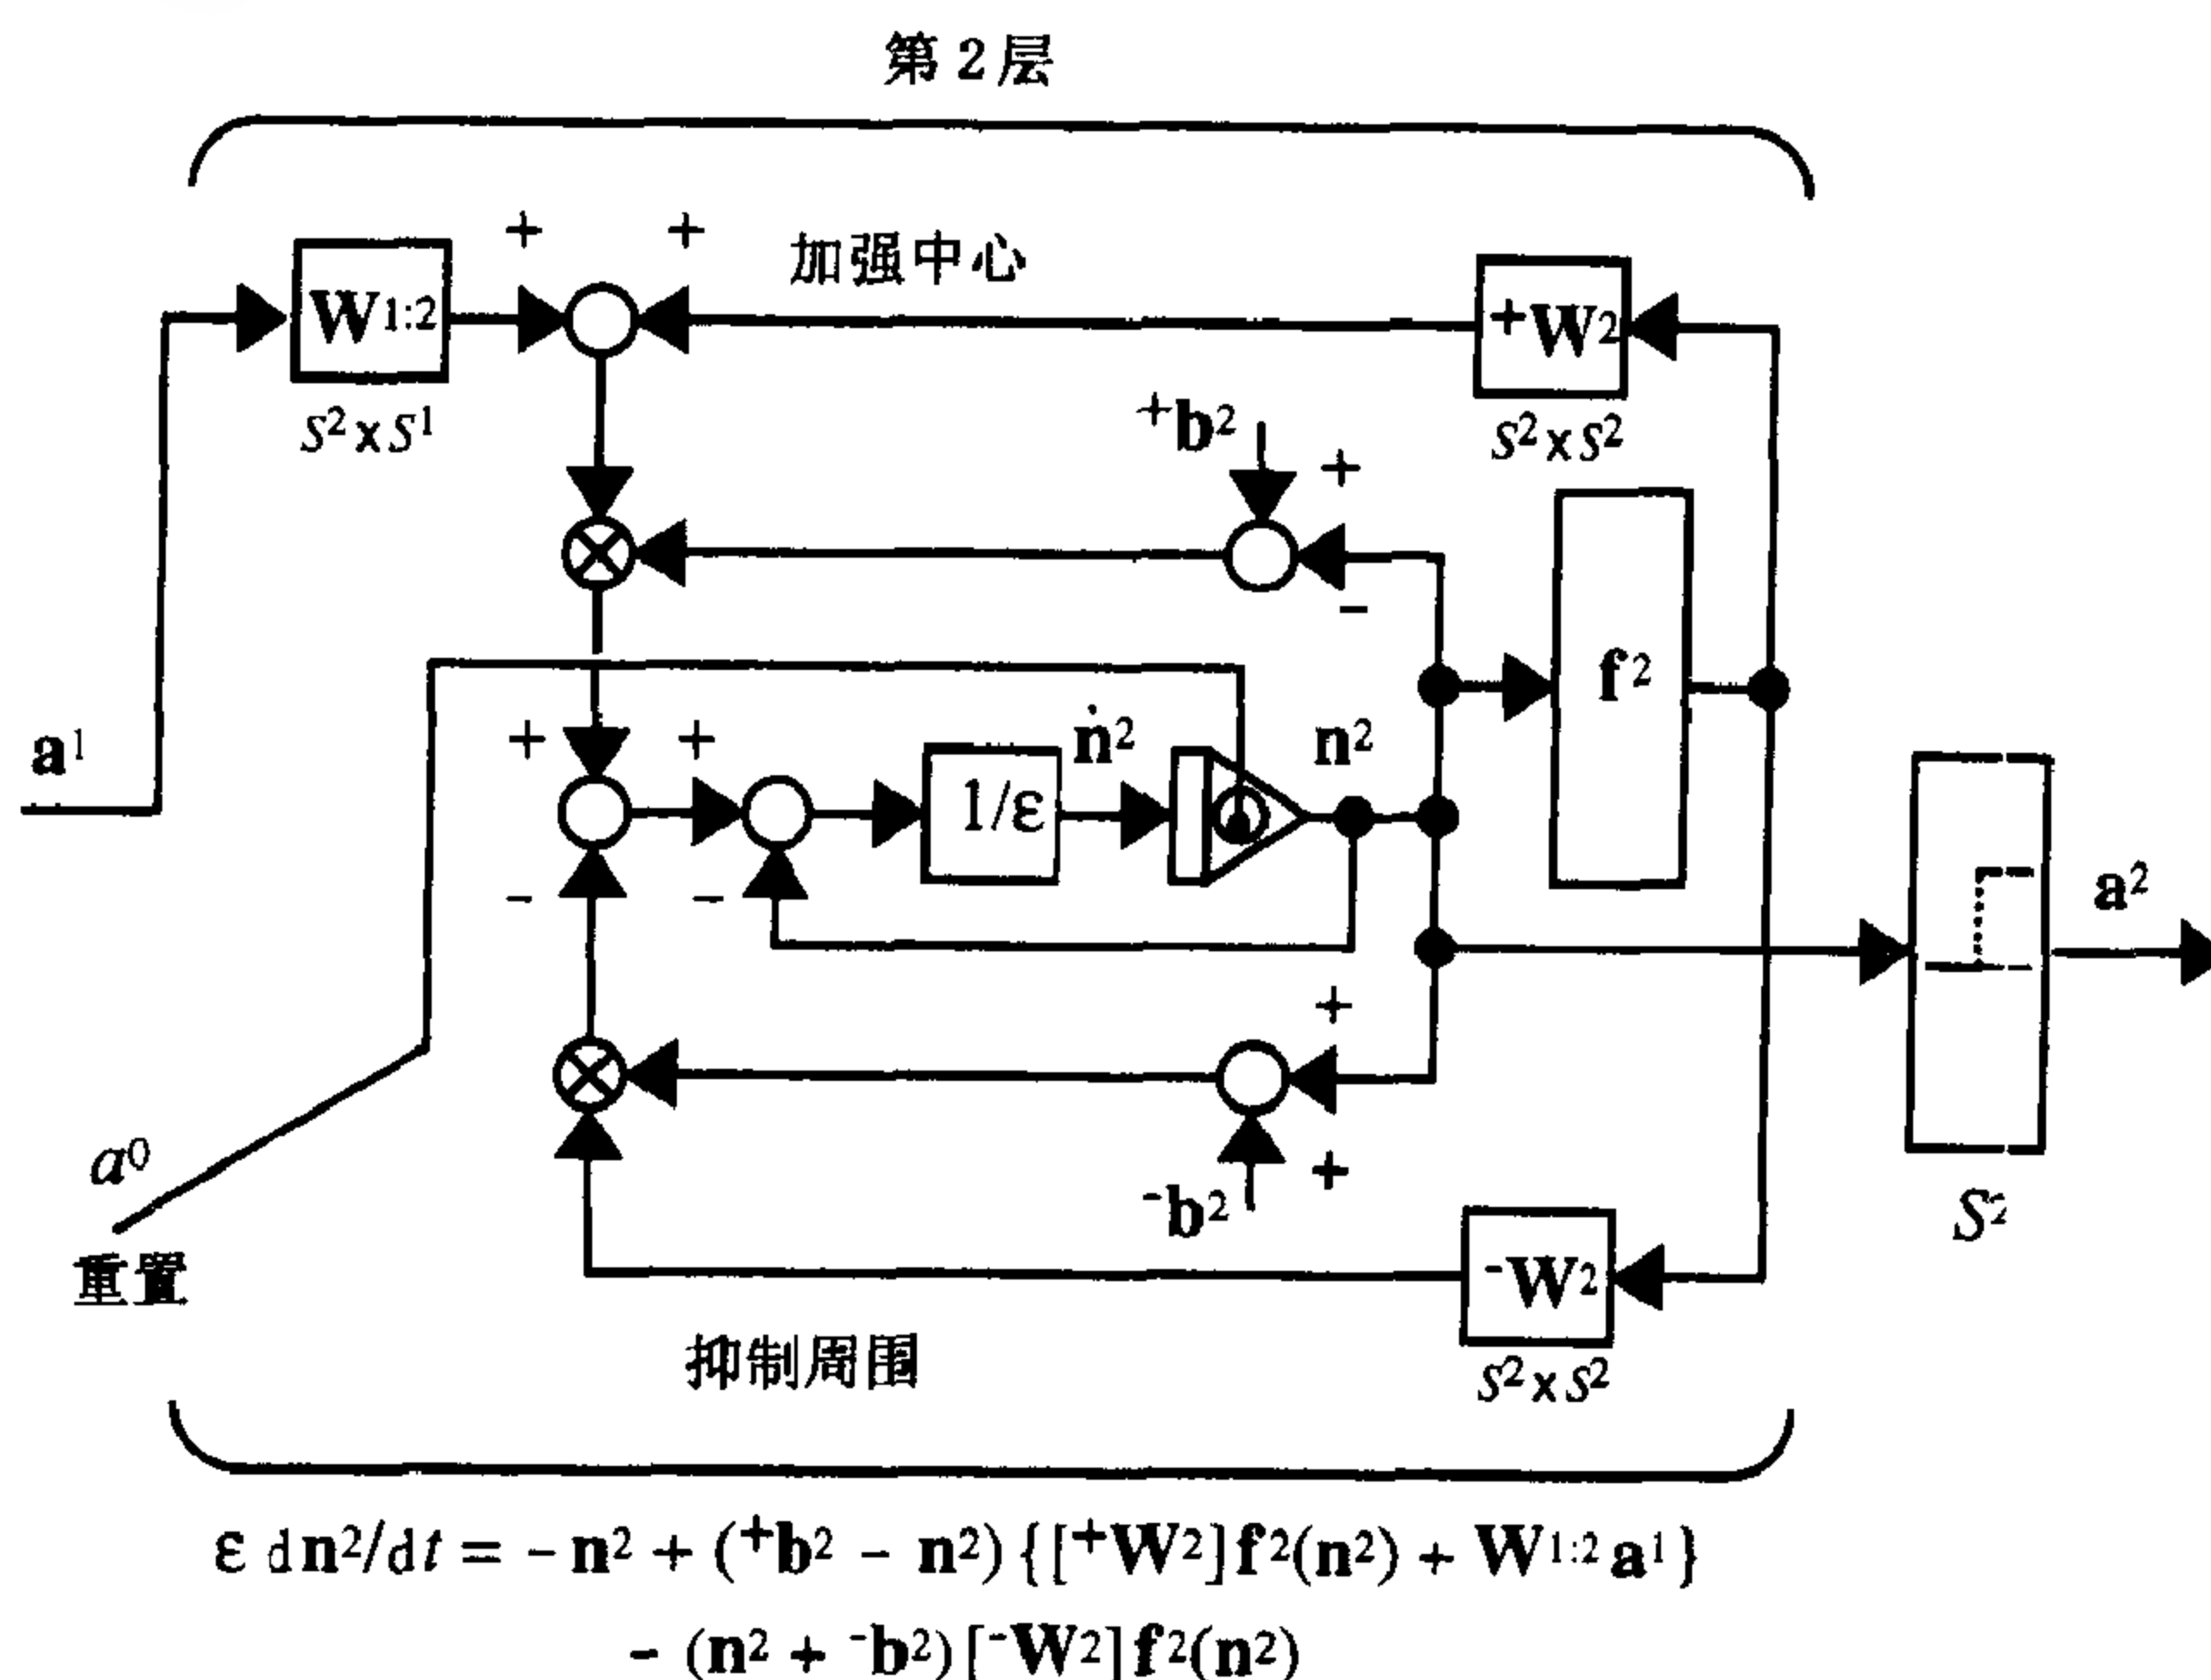 第2层
+ +
加强中心
W1:2
+W2
S2xS1
+b2
+
S2xS2
-
f2
a1
+ +
1/ε
ṅ2
n2
- -
a2
+
a0
重置
-b2
+
S2
-W2
抑制周围
S2xS2
ε dn2/dt = - n2 + (+b2 - n2) {[+W2]f2(n2) + W1:2 a1}
- (n2 + -b2)[-W2]f2(n2)